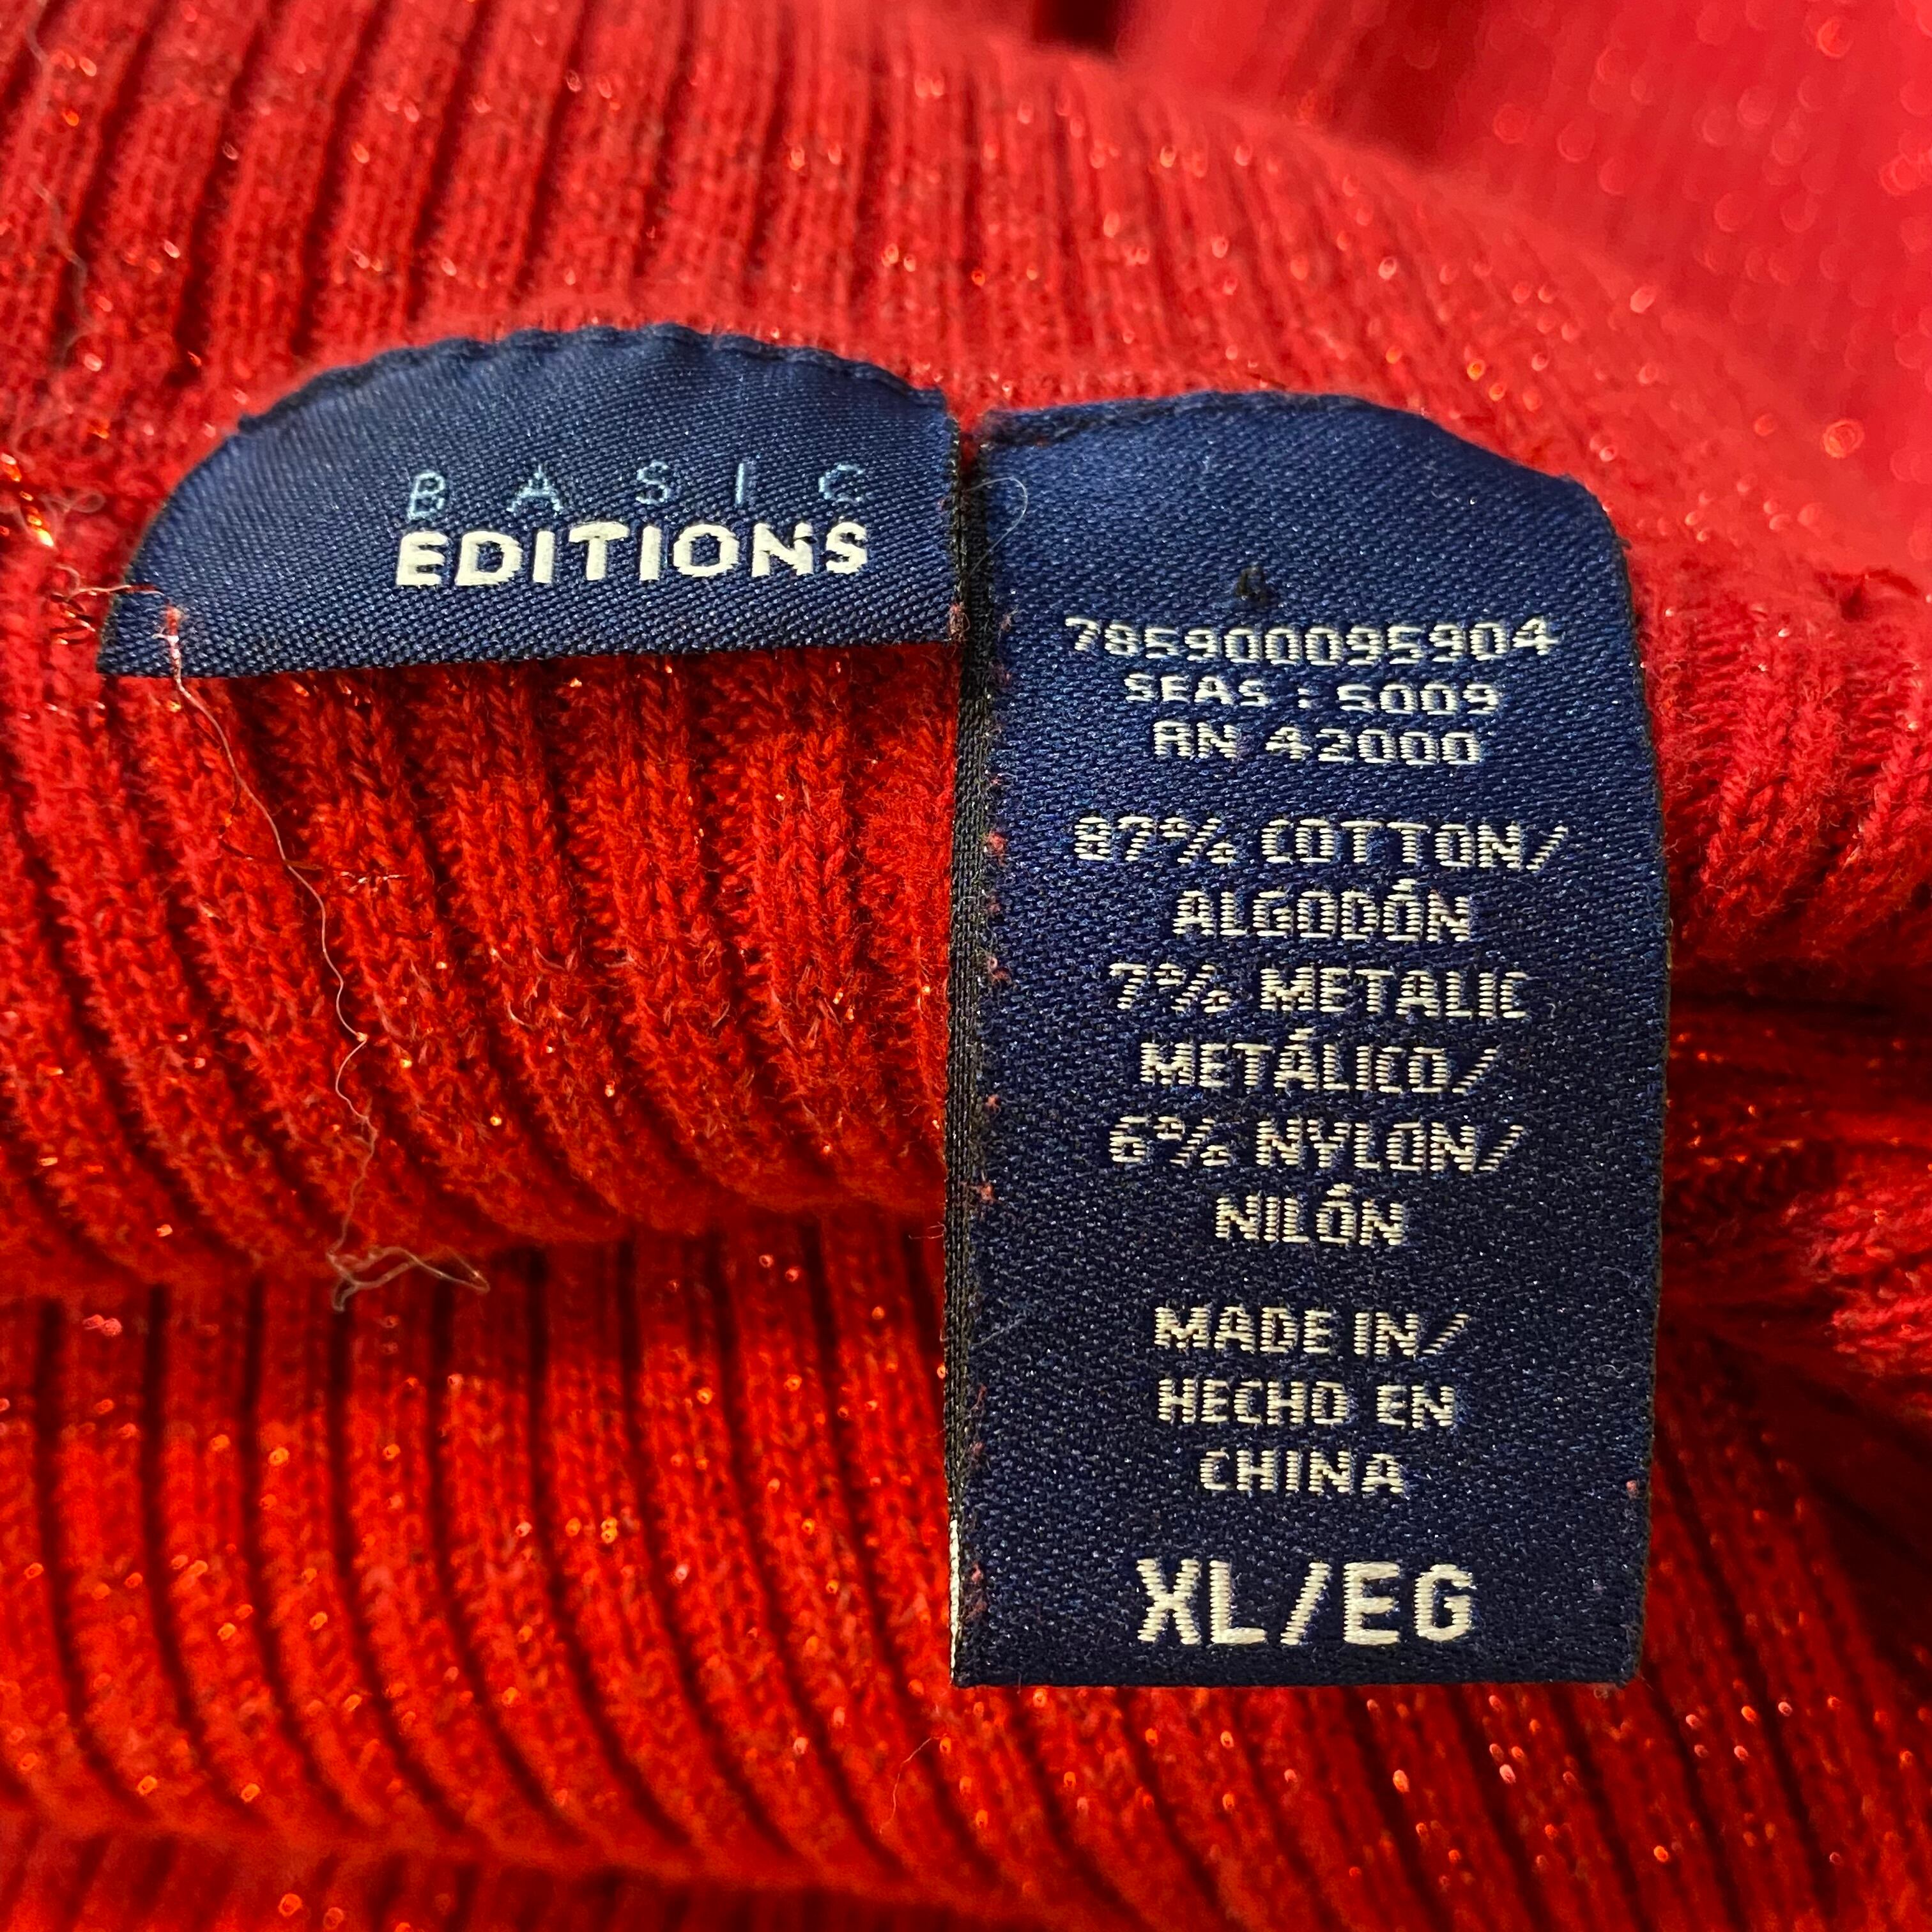 BASIC
EDITIONS
785900095904
SEAS : 5009
RN 42000
87% COTTON/
ALGODÓN
7% METALIC
METÁLICO/
6% NYLON/
NILÓN
MADE IN/
HECHO EN
CHINA
XL/EG